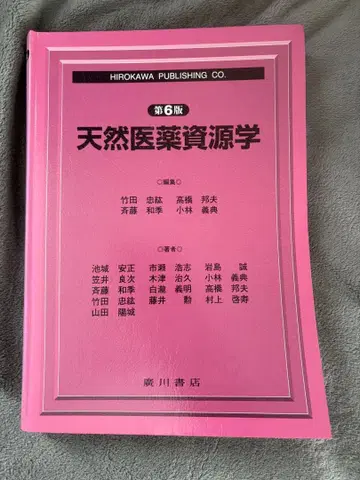 HIROKAWA PUBLISHING CO.
第6版
天然医薬資源学
◇編集◇
竹田 忠紘 高橋 邦夫
斉藤 和季 小林 義典
◇著者◇
池城 安正 市瀬 浩志 岩島 誠
笠井 良次 木津 治久 小林 義典
斉藤 和季 白瀧 義明 高橋 邦夫
竹田 忠紘 藤井 勲 村上 啓寿
山田 陽城
廣川書店